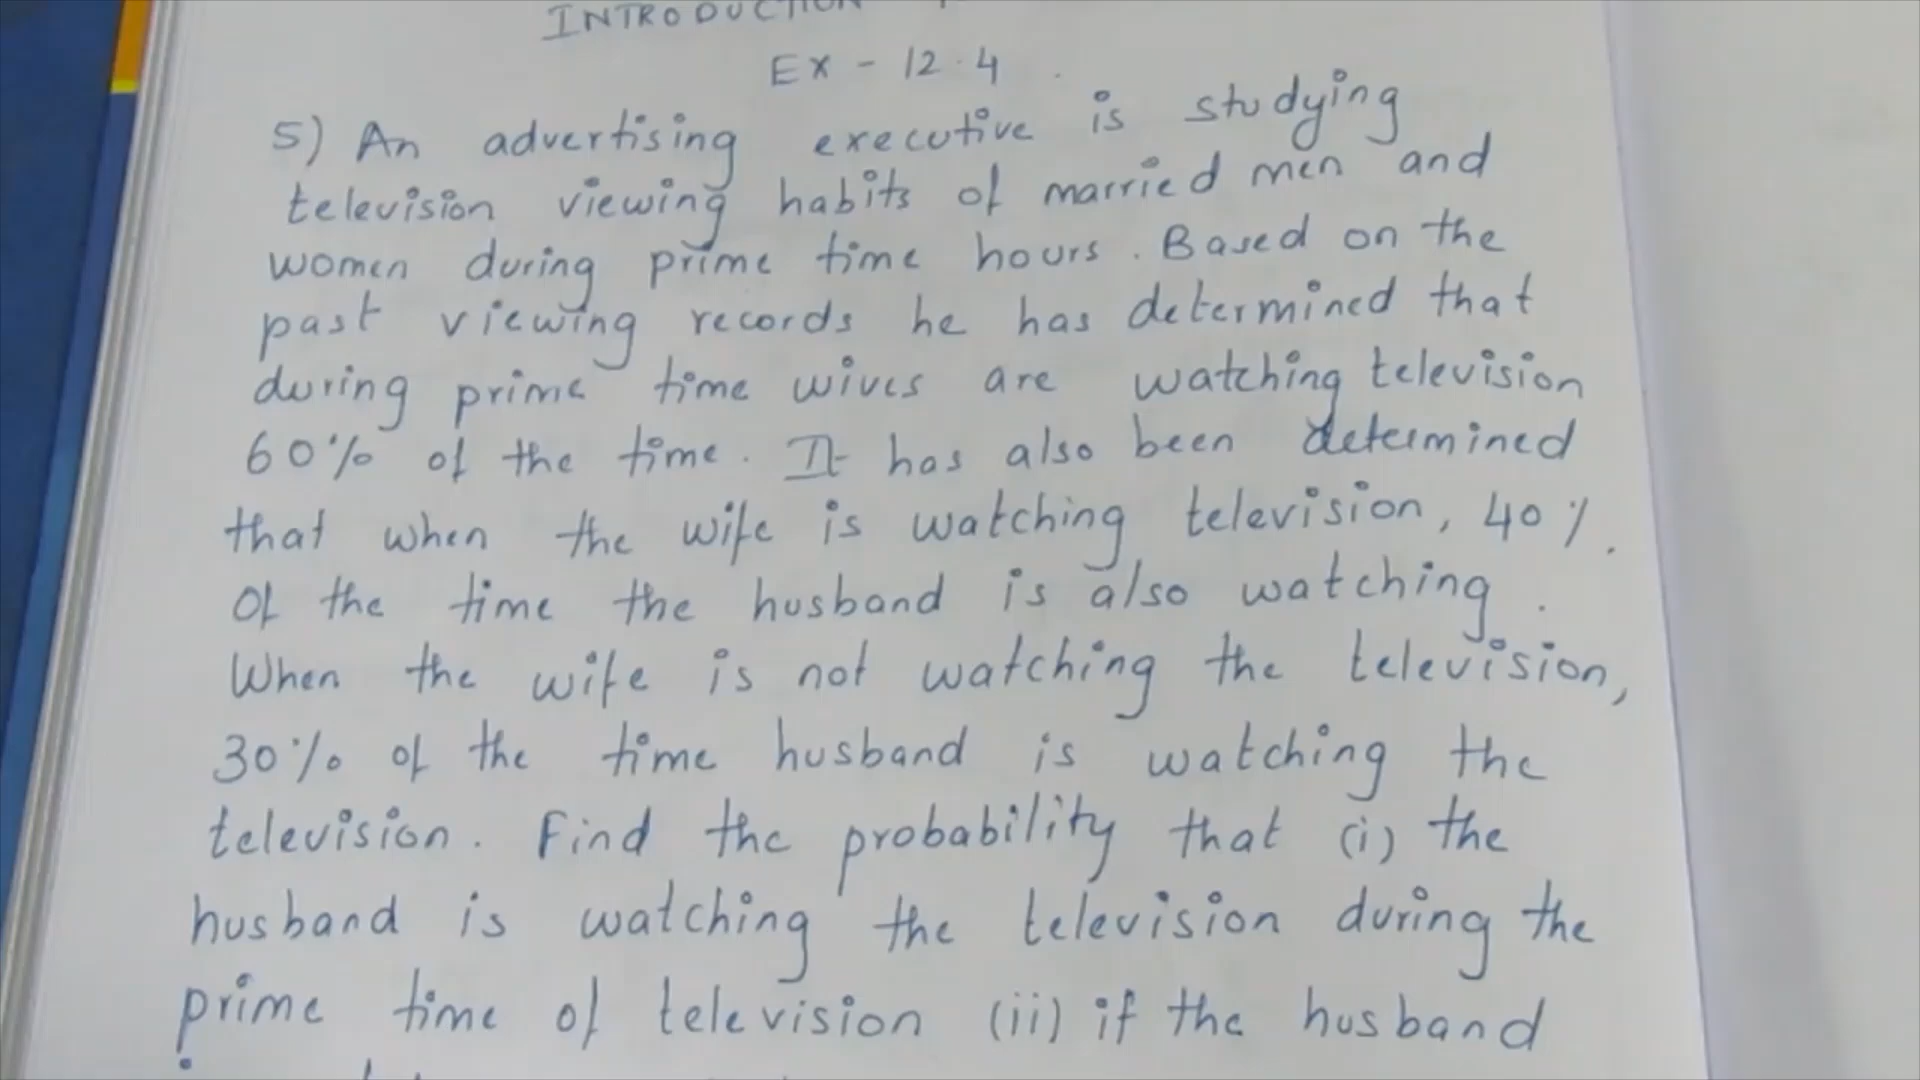 INTRODUCTION
EX - 12.4
5) An advertising executive is studying
television viewing habits of married men and
women during prime time hours. Based on the
past viewing records he has determined that
during prime time wives are watching television
60% of the time. It has also been determined
that when the wife is watching television, 40%
of the time the husband is also watching.
When the wife is not watching the television,
30% of the time husband is watching the
television. Find the probability that (i) the
husband is watching the television during the
prime time of television (ii) if the husband